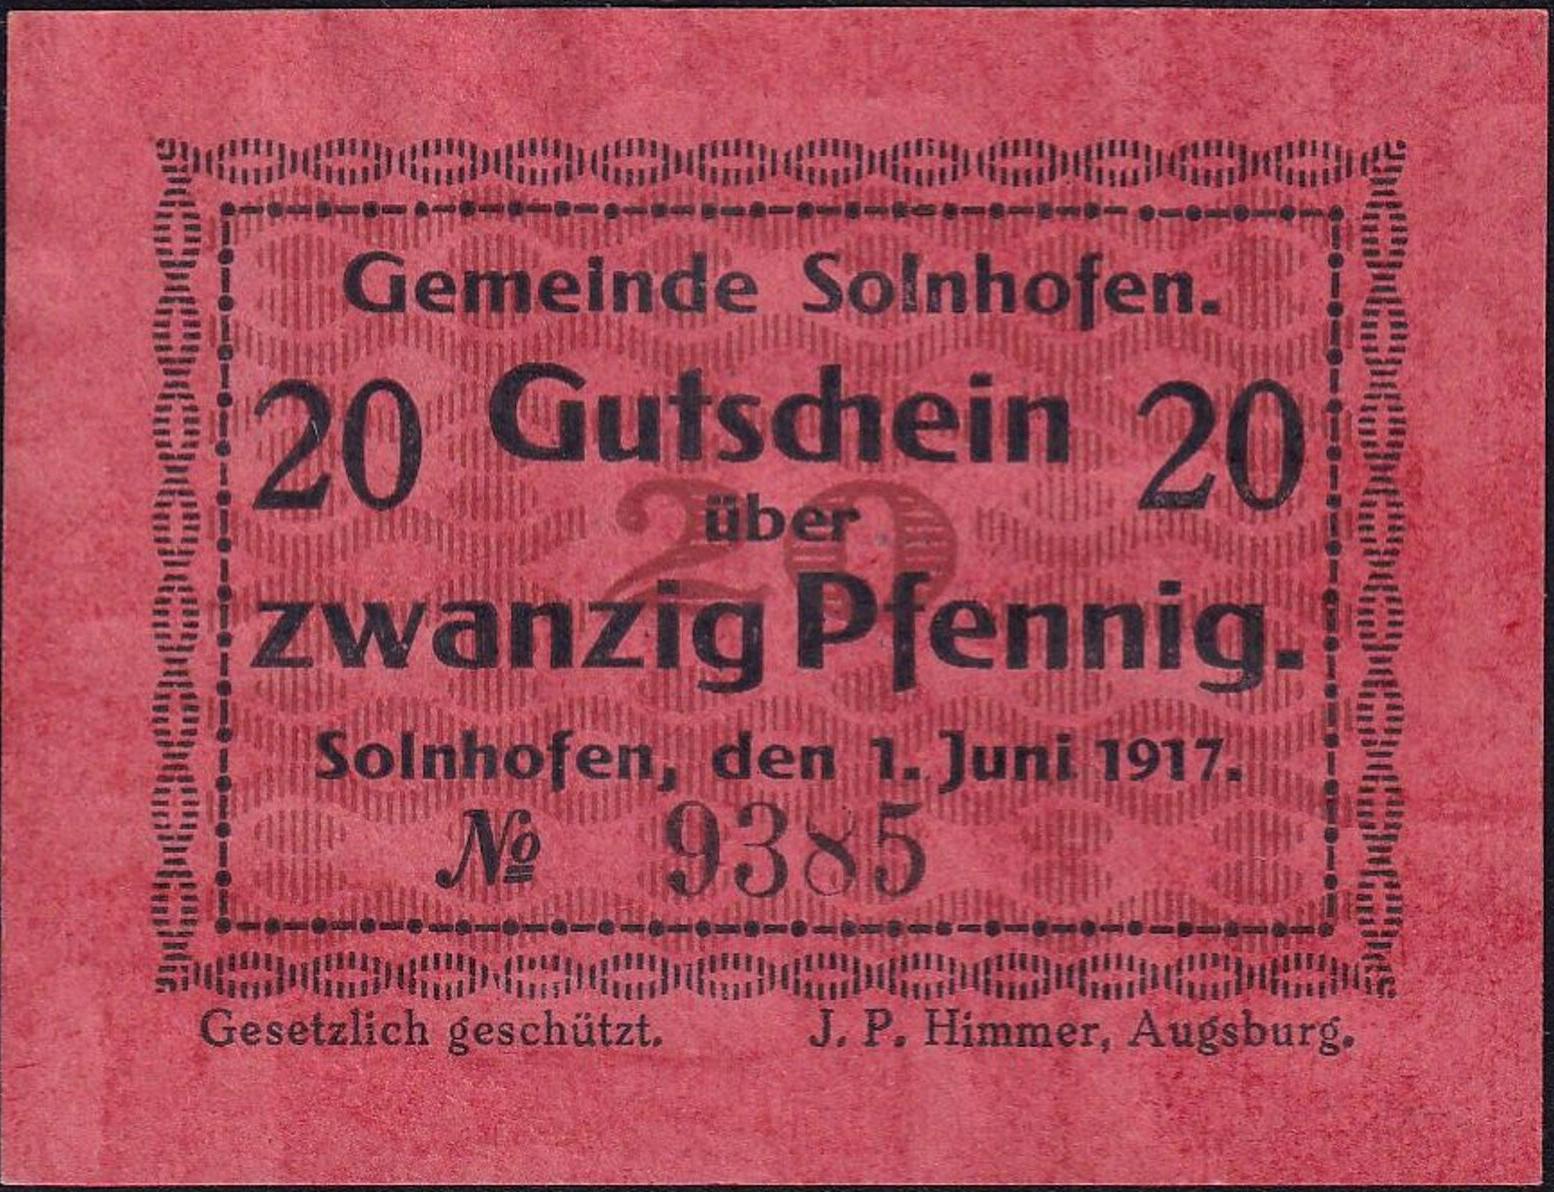 Gemeinde Solnhofen.
20 Gutschein 20
über
20
zwanzig Pfennig.
Solnhofen, den 1. Juni 1917.
№ 9385
Gesetzlich geschützt. J. P. Himmer, Augsburg.